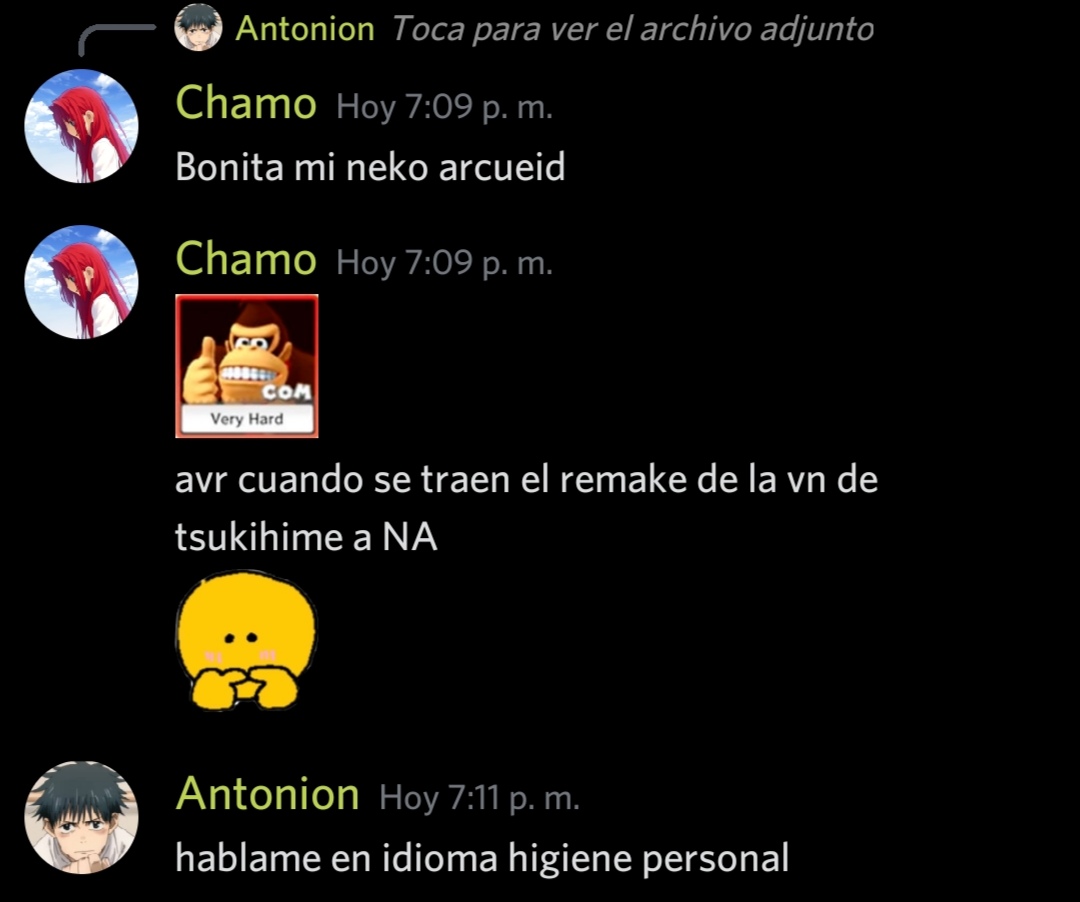 Antonion Toca para ver el archivo adjunto
Chamo Hoy 7:09 p. m.
Bonita mi neko arcueid
Chamo Hoy 7:09 p. m.
COM
Very Hard
avr cuando se traen el remake de la vn de
tsukihime a NA
Antonion Hoy 7:11 p. m.
hablame en idioma higiene personal